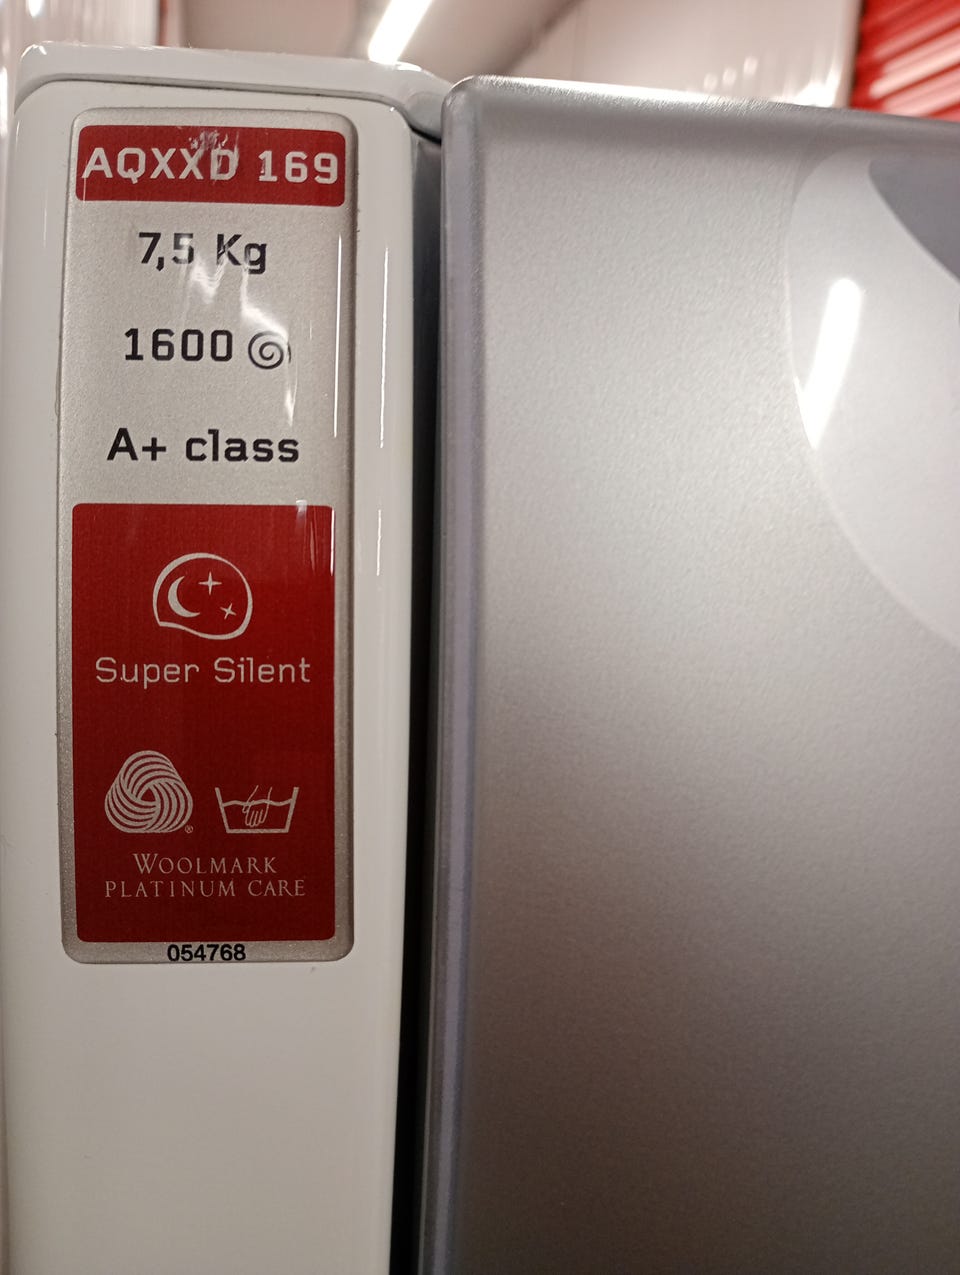 AQXXD 169
7,5 Kg
1600
A+ class
Super Silent
®
WOOLMARK
PLATINUM CARE
054768